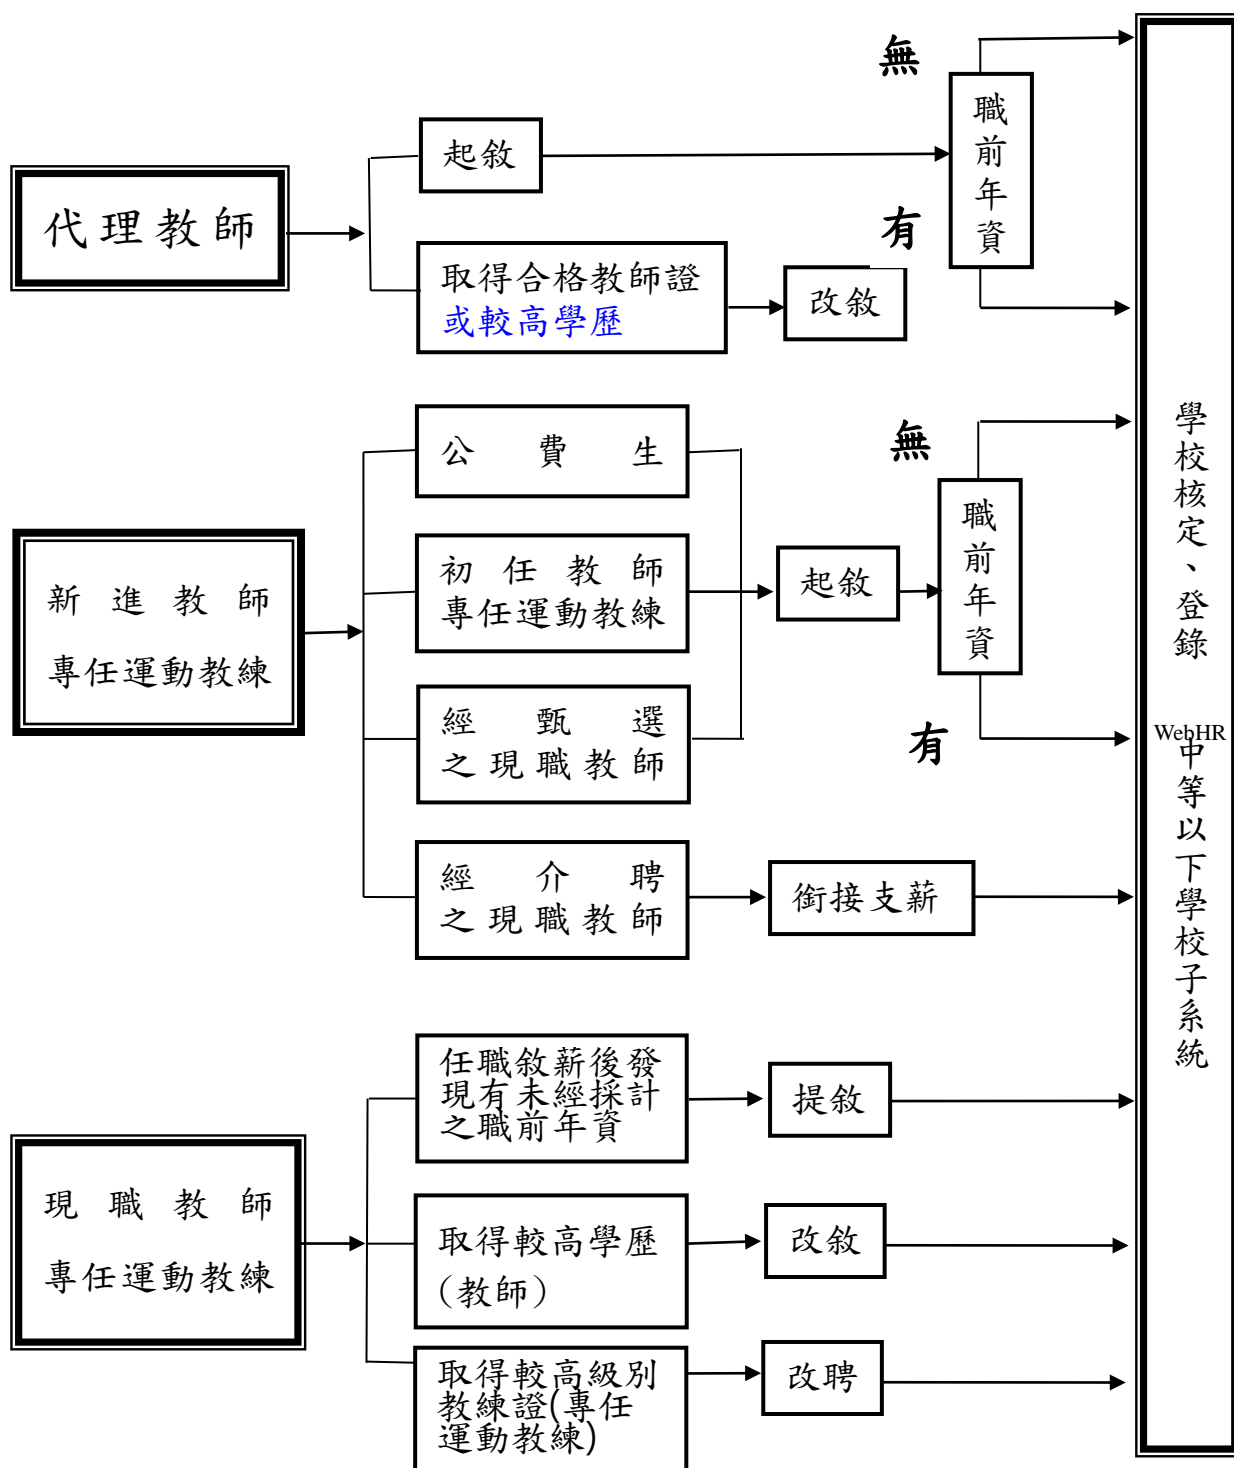 代理教師
起敘
取得合格教師證
或較高學歷
改敘
無
有
職前年資
新進教師
專任運動教練
公費生
初任教師
專任運動教練
經甄選
之現職教師
經介聘
之現職教師
起敘
銜接支薪
無
有
職前年資
現職教師
專任運動教練
任職敘薪後發
現有未經採計
之職前年資
提敘
取得較高學歷
(教師)
改敘
取得較高級別
教練證(專任
運動教練)
改聘
學校核定、登錄
WebHR
中等以下學校子系統